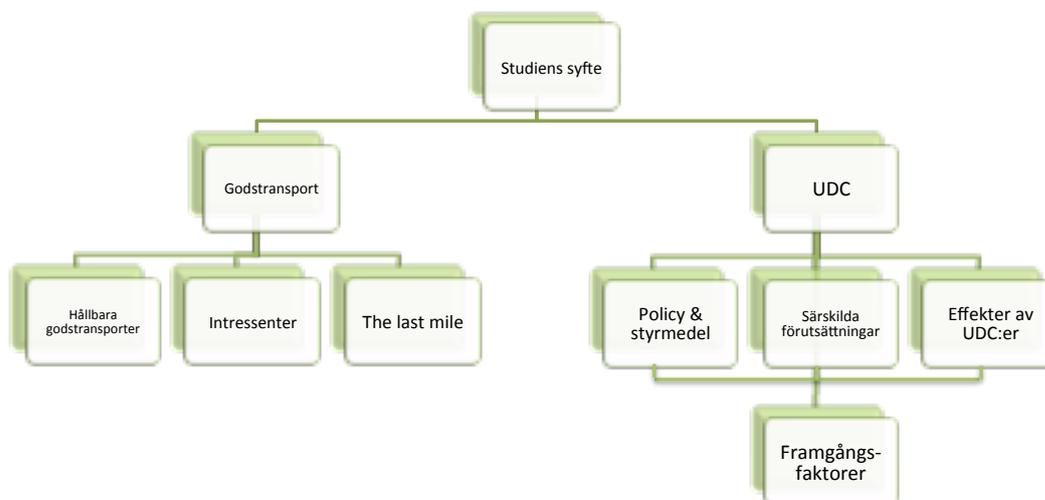 Studiens syfte
Godstransport
UDC
Hållbara
godstransporter
Intressenter
The last mile
Policy &
styrmedel
Särskilda
förutsättningar
Effekter av
UDC:er
Framgångs-
faktorer